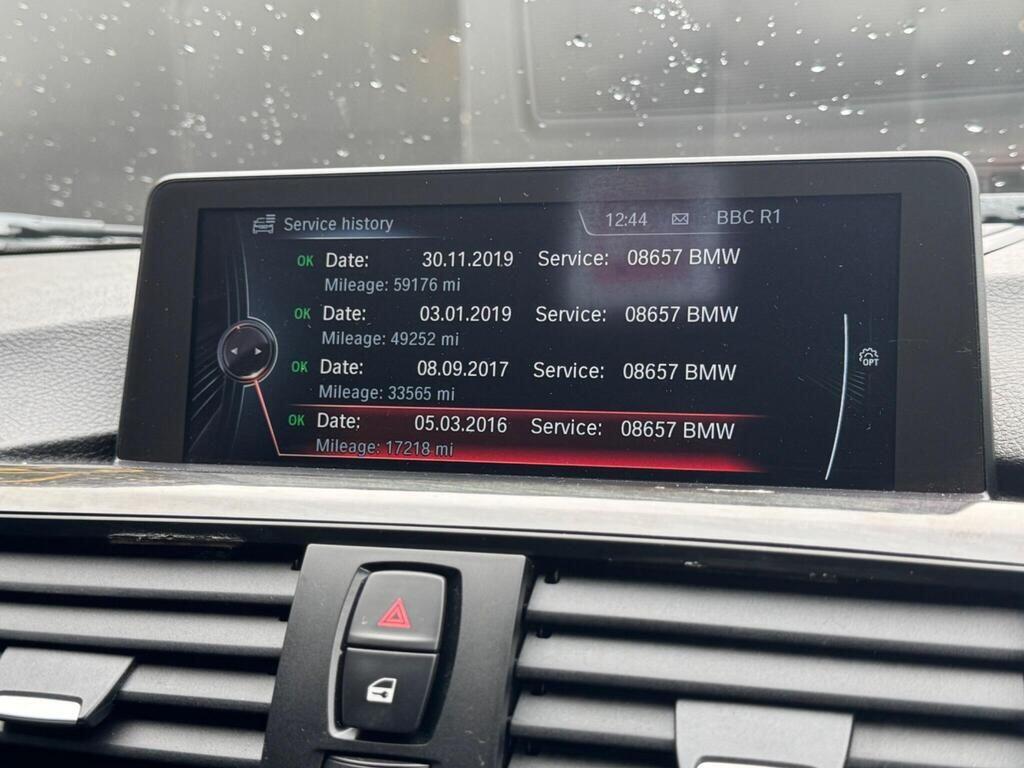 Service history
12:44 BBC R1
OK Date: 30.11.2019 Service: 08657 BMW
Mileage: 59176 mi
OK Date: 03.01.2019 Service: 08657 BMW
Mileage: 49252 mi
OK Date: 08.09.2017 Service: 08657 BMW
Mileage: 33565 mi
OK Date: 05.03.2016 Service: 08657 BMW
Mileage: 17218 mi
OPT